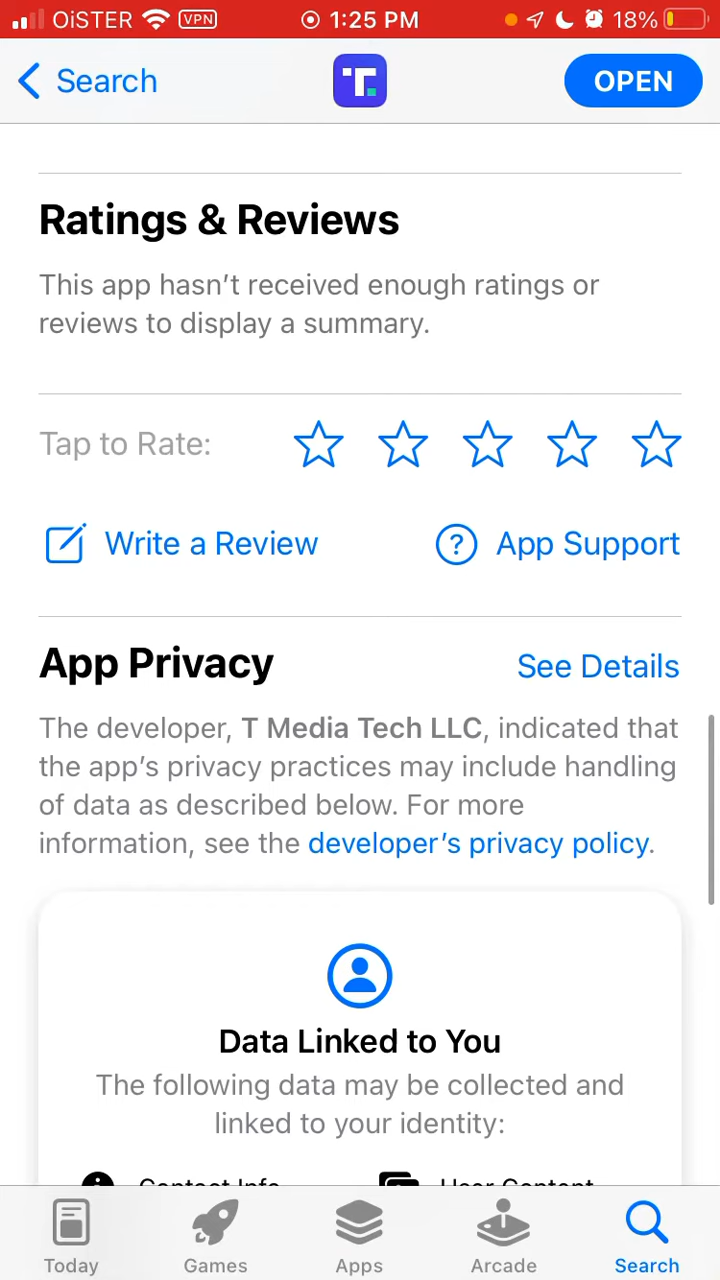 OiSTER VPN 1:25 PM 18%
Search OPEN
Ratings & Reviews
This app hasn’t received enough ratings or
reviews to display a summary.
Tap to Rate:
Write a Review App Support
App Privacy See Details
The developer, T Media Tech LLC, indicated that
the app’s privacy practices may include handling
of data as described below. For more
information, see the developer’s privacy policy.
Data Linked to You
The following data may be collected and
linked to your identity:
Contact Info User Content
Today Games Apps Arcade Search